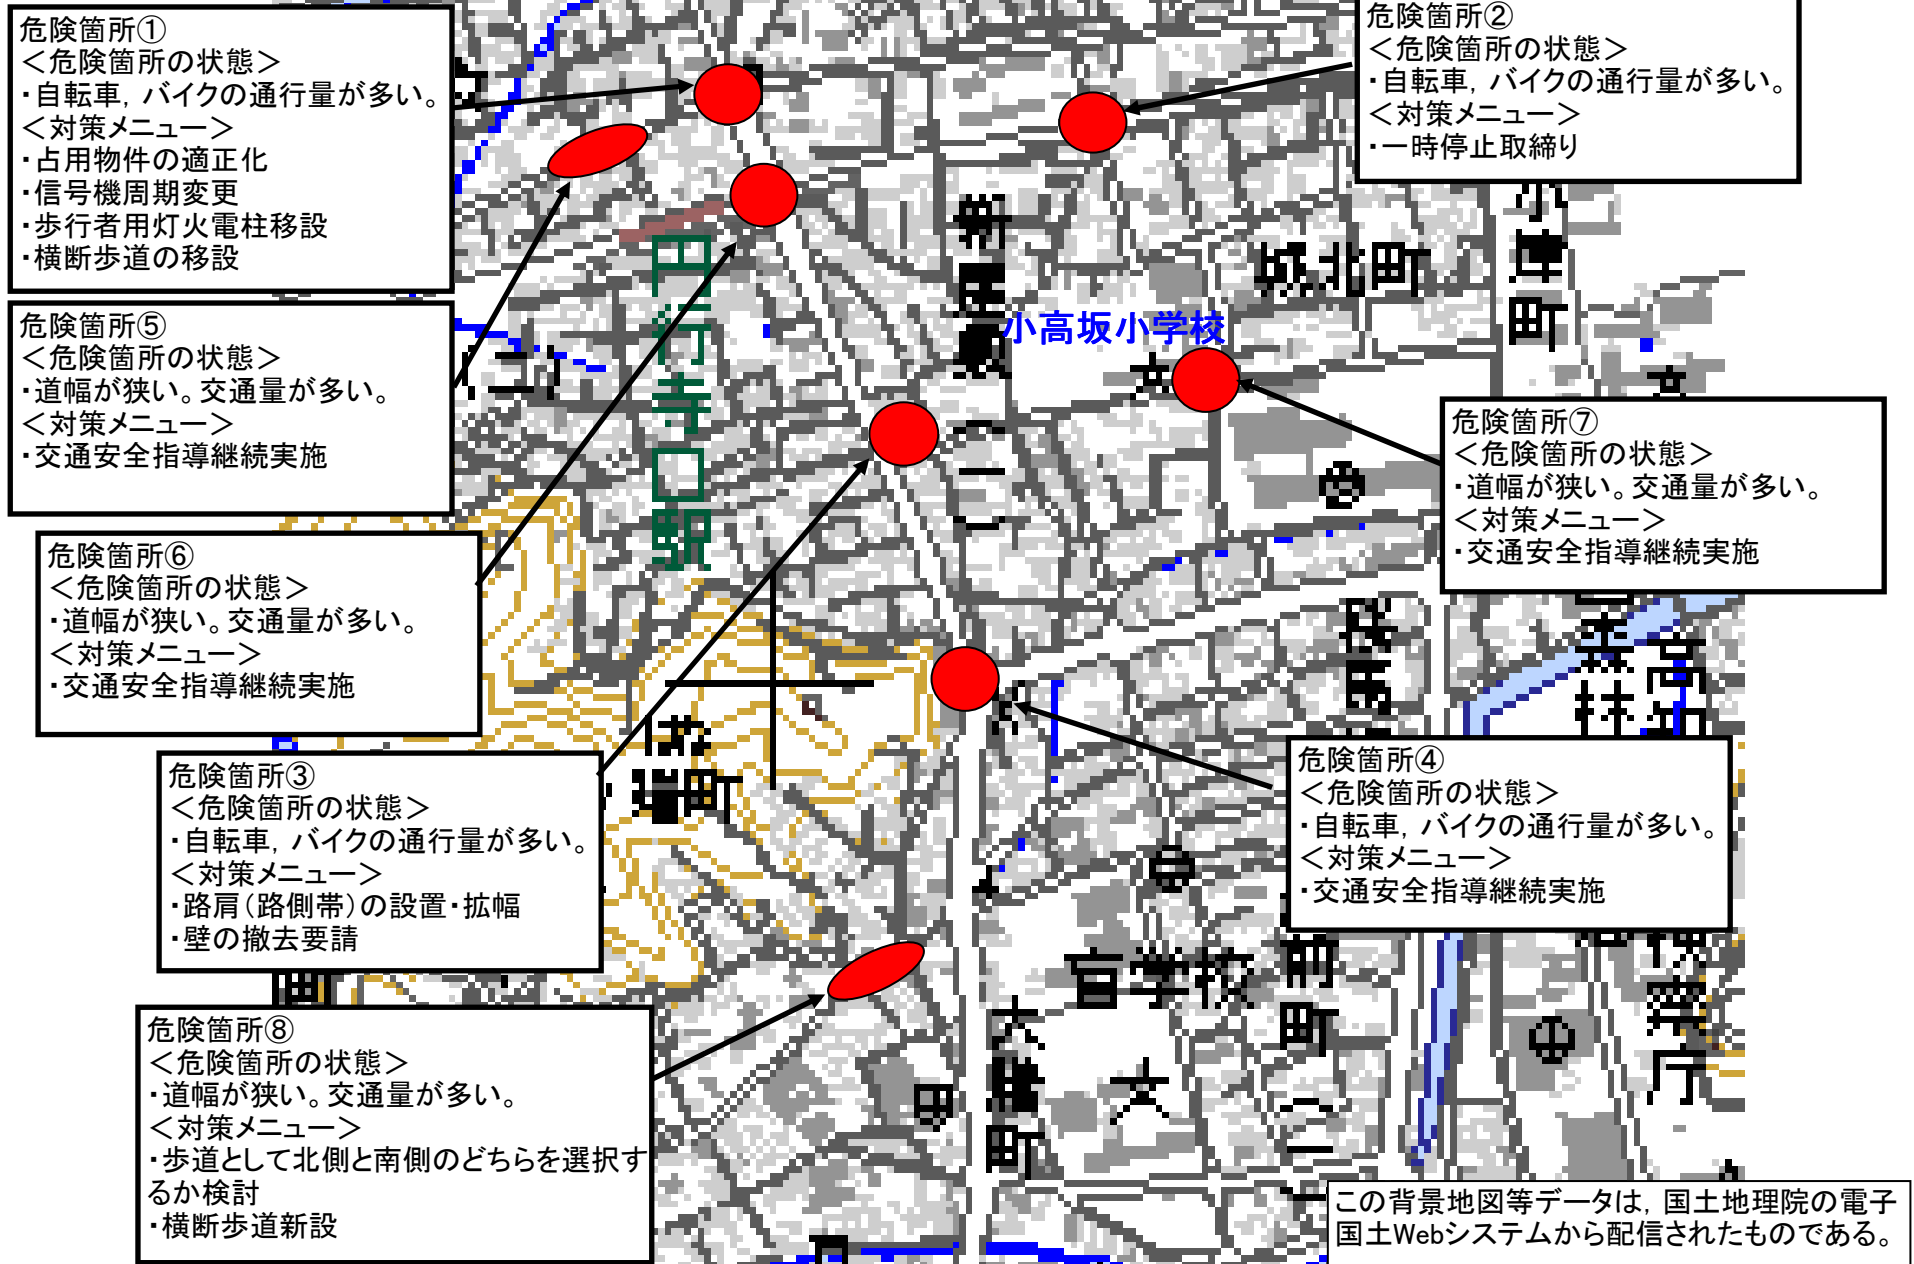 危険箇所①
＜危険箇所の状態＞
・自転車，バイクの通行量が多い。
＜対策メニュー＞
・占用物件の適正化
・信号機周期変更
・歩行者用灯火電柱移設
・横断歩道の移設
危険箇所②
＜危険箇所の状態＞
・自転車，バイクの通行量が多い。
＜対策メニュー＞
・一時停止取締り
危険箇所⑤
＜危険箇所の状態＞
・道幅が狭い。交通量が多い。
＜対策メニュー＞
・交通安全指導継続実施
小高坂小学校
城北町
危険箇所⑦
＜危険箇所の状態＞
・道幅が狭い。交通量が多い。
＜対策メニュー＞
・交通安全指導継続実施
危険箇所⑥
＜危険箇所の状態＞
・道幅が狭い。交通量が多い。
＜対策メニュー＞
・交通安全指導継続実施
危険箇所③
＜危険箇所の状態＞
・自転車，バイクの通行量が多い。
＜対策メニュー＞
・路肩（路側帯）の設置・拡幅
・壁の撤去要請
危険箇所④
＜危険箇所の状態＞
・自転車，バイクの通行量が多い。
＜対策メニュー＞
・交通安全指導継続実施
危険箇所⑧
＜危険箇所の状態＞
・道幅が狭い。交通量が多い。
＜対策メニュー＞
・歩道として北側と南側のどちらを選択す
るか検討
・横断歩道新設
この背景地図等データは，国土地理院の電子
国土Webシステムから配信されたものである。